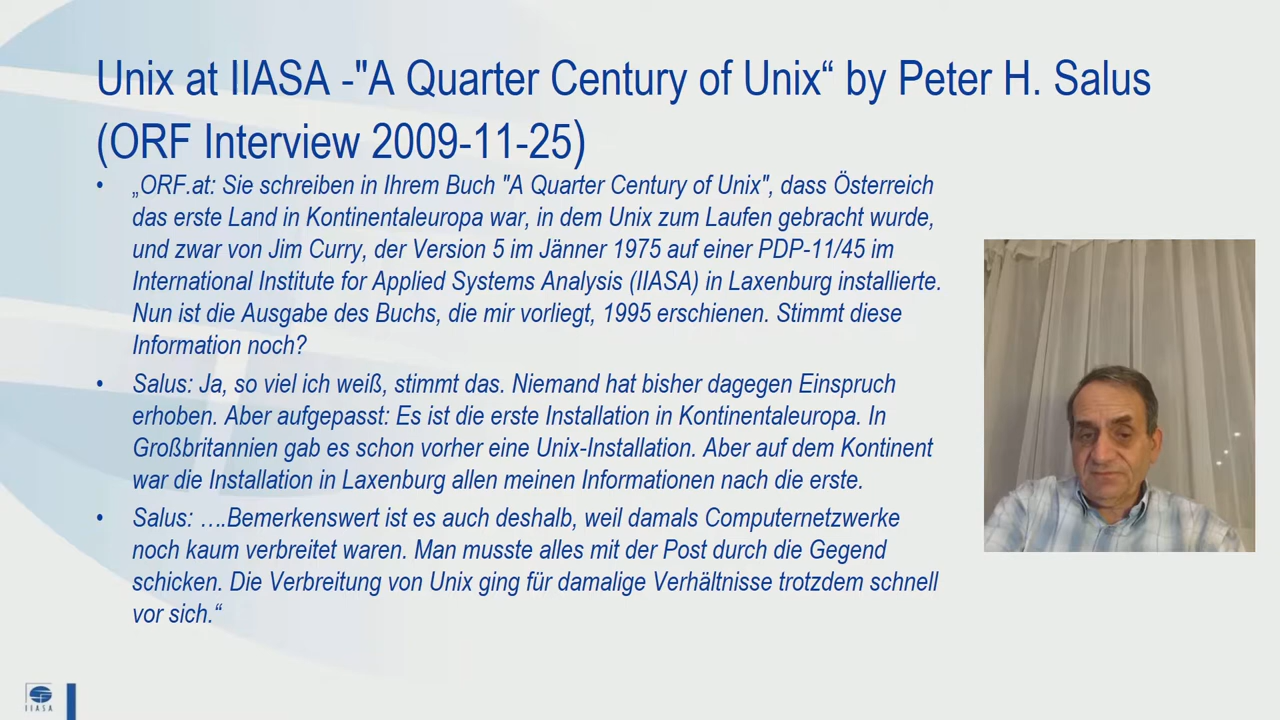 Unix at IIASA -"A Quarter Century of Unix“ by Peter H. Salus
(ORF Interview 2009-11-25)
• „ORF.at: Sie schreiben in Ihrem Buch "A Quarter Century of Unix", dass Österreich
das erste Land in Kontinentaleuropa war, in dem Unix zum Laufen gebracht wurde,
und zwar von Jim Curry, der Version 5 im Jänner 1975 auf einer PDP-11/45 im
International Institute for Applied Systems Analysis (IIASA) in Laxenburg installierte.
Nun ist die Ausgabe des Buchs, die mir vorliegt, 1995 erschienen. Stimmt diese
Information noch?
• Salus: Ja, so viel ich weiß, stimmt das. Niemand hat bisher dagegen Einspruch
erhoben. Aber aufgepasst: Es ist die erste Installation in Kontinentaleuropa. In
Großbritannien gab es schon vorher eine Unix-Installation. Aber auf dem Kontinent
war die Installation in Laxenburg allen meinen Informationen nach die erste.
• Salus: ….Bemerkenswert ist es auch deshalb, weil damals Computernetzwerke
noch kaum verbreitet waren. Man musste alles mit der Post durch die Gegend
schicken. Die Verbreitung von Unix ging für damalige Verhältnisse trotzdem schnell
vor sich.“
IIASA